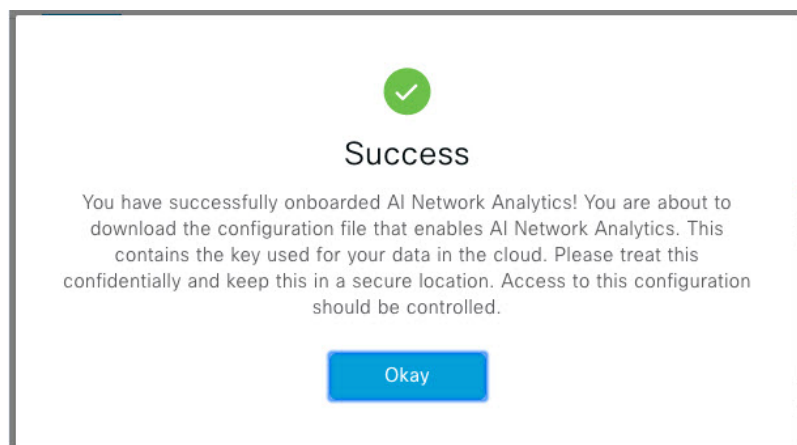 Success
You have successfully onboarded AI Network Analytics! You are about to
download the configuration file that enables AI Network Analytics. This
contains the key used for your data in the cloud. Please treat this
confidentially and keep this in a secure location. Access to this configuration
should be controlled.
Okay